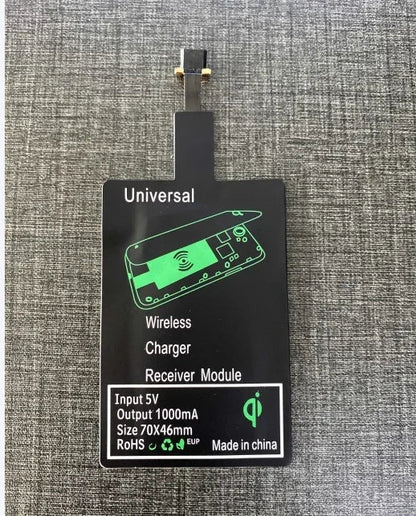 Universal
Wireless
Charger
Receiver Module
Input 5V
Output 1000mA
Size 70X46mm
RoHS EUP Made in china
qi